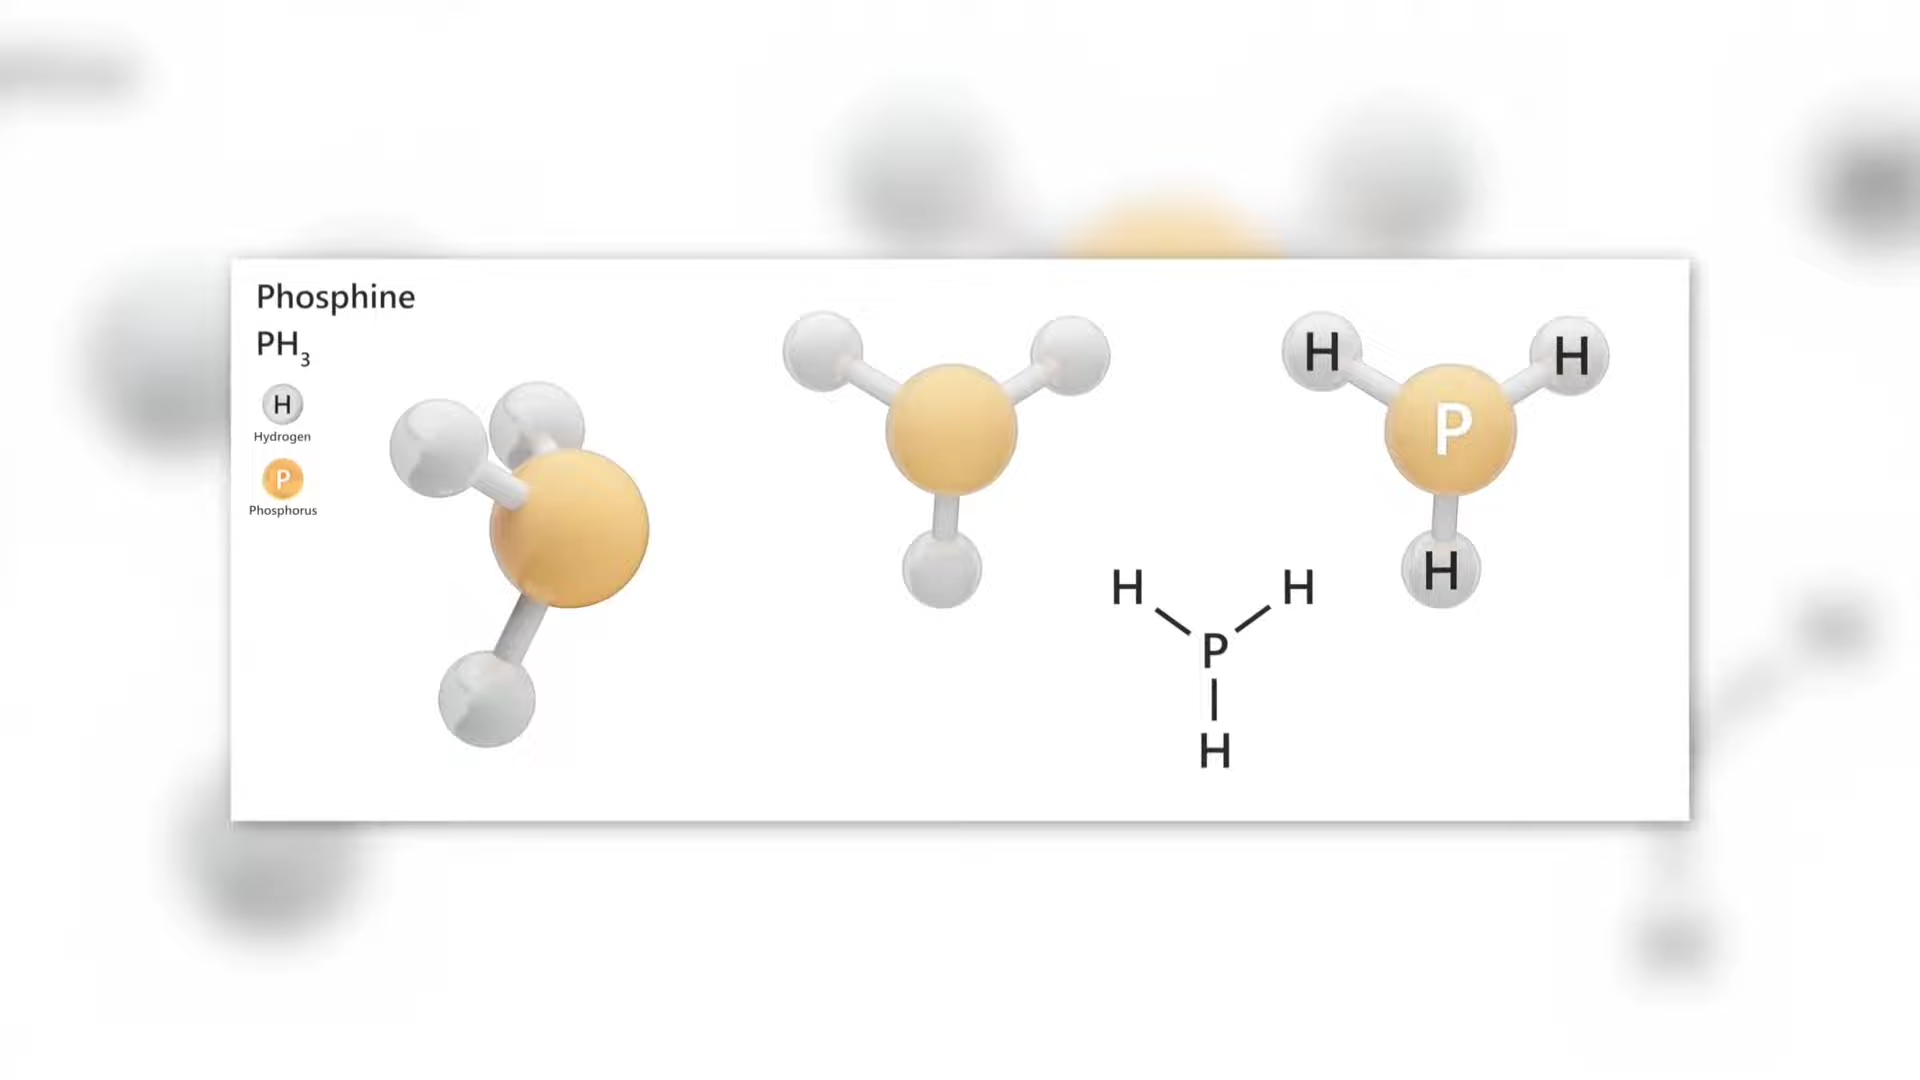 Phosphine
PH₃
H
Hydrogen
P
Phosphorus
H H
P
H
H H
P
H